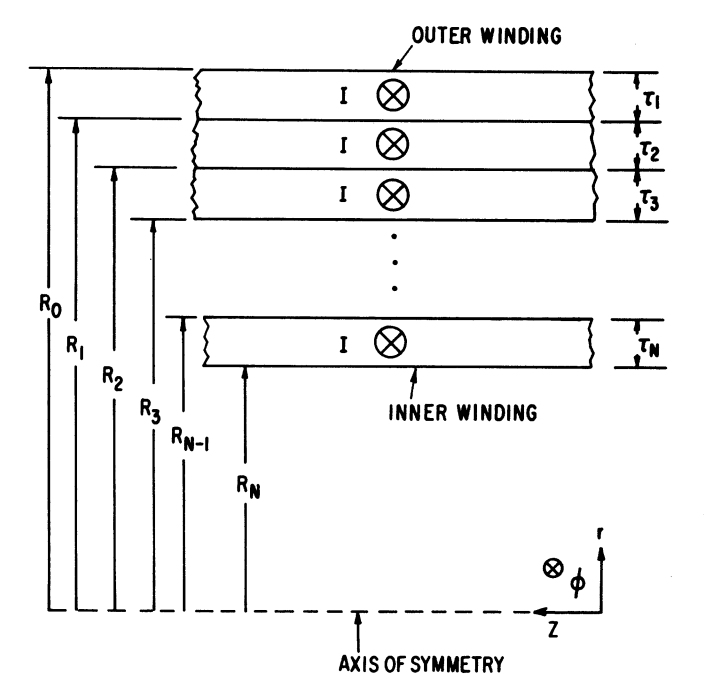 OUTER WINDING
I ⊗ τ1
I ⊗ τ2
I ⊗ τ3
R0
R1
I ⊗ τN
R2
R3
INNER WINDING
RN-1
RN
r
⊗ ϕ
Z
AXIS OF SYMMETRY